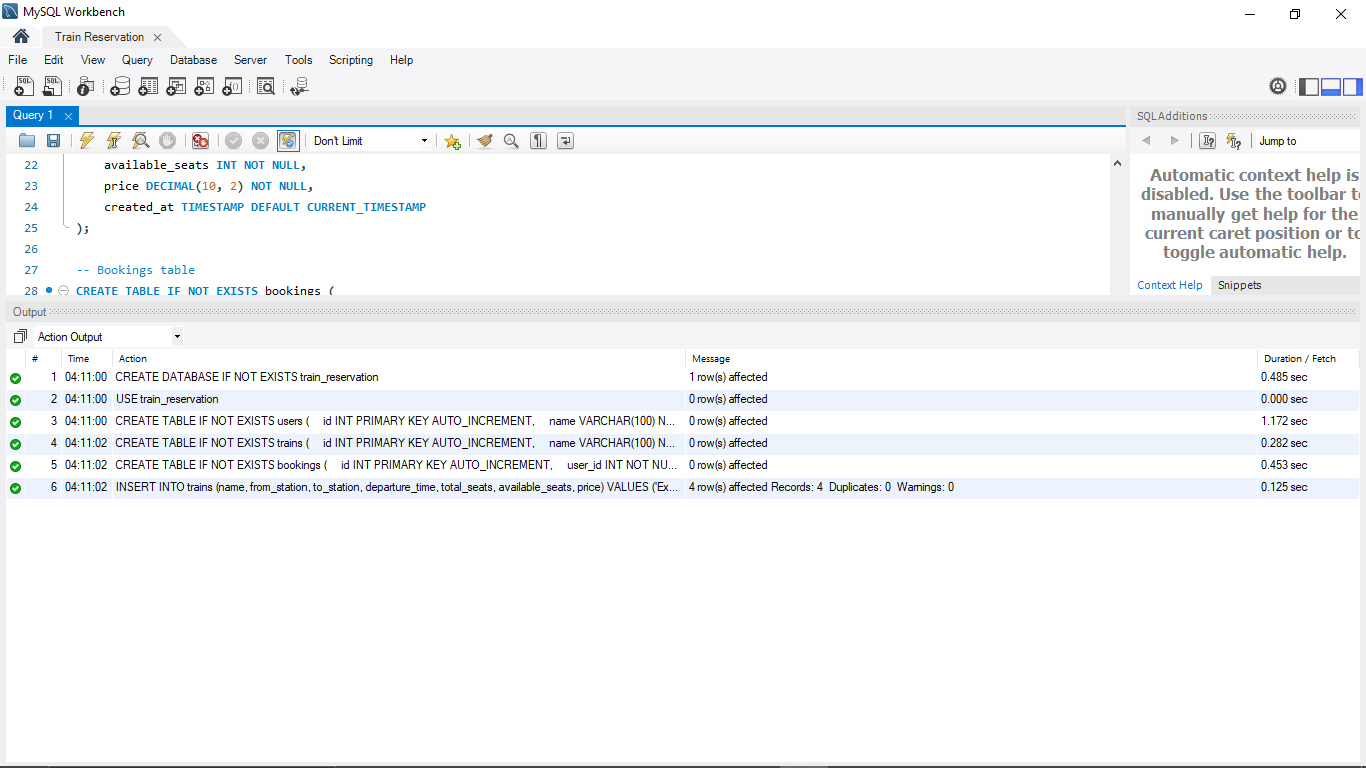 MySQL Workbench
Train Reservation
File Edit View Query Database Server Tools Scripting Help
Query 1
SQLAdditions
Don't Limit
Jump to
22 available_seats INT NOT NULL,
23 price DECIMAL(10, 2) NOT NULL,
24 created_at TIMESTAMP DEFAULT CURRENT_TIMESTAMP
25 );
26
27 -- Bookings table
28 CREATE TABLE IF NOT EXISTS bookings (
Automatic context help is
disabled. Use the toolbar to
manually get help for the
current caret position or to
toggle automatic help.
Context Help Snippets
Output
Action Output
# Time Action Message Duration / Fetch
1 04:11:00 CREATE DATABASE IF NOT EXISTS train_reservation 1 row(s) affected 0.485 sec
2 04:11:00 USE train_reservation 0 row(s) affected 0.000 sec
3 04:11:00 CREATE TABLE IF NOT EXISTS users ( id INT PRIMARY KEY AUTO_INCREMENT, name VARCHAR(100) N... 0 row(s) affected 1.172 sec
4 04:11:02 CREATE TABLE IF NOT EXISTS trains ( id INT PRIMARY KEY AUTO_INCREMENT, name VARCHAR(100) N... 0 row(s) affected 0.282 sec
5 04:11:02 CREATE TABLE IF NOT EXISTS bookings ( id INT PRIMARY KEY AUTO_INCREMENT, user_id INT NOT NU... 0 row(s) affected 0.453 sec
6 04:11:02 INSERT INTO trains (name, from_station, to_station, departure_time, total_seats, available_seats, price) VALUES ('Ex... 4 row(s) affected Records: 4 Duplicates: 0 Warnings: 0 0.125 sec